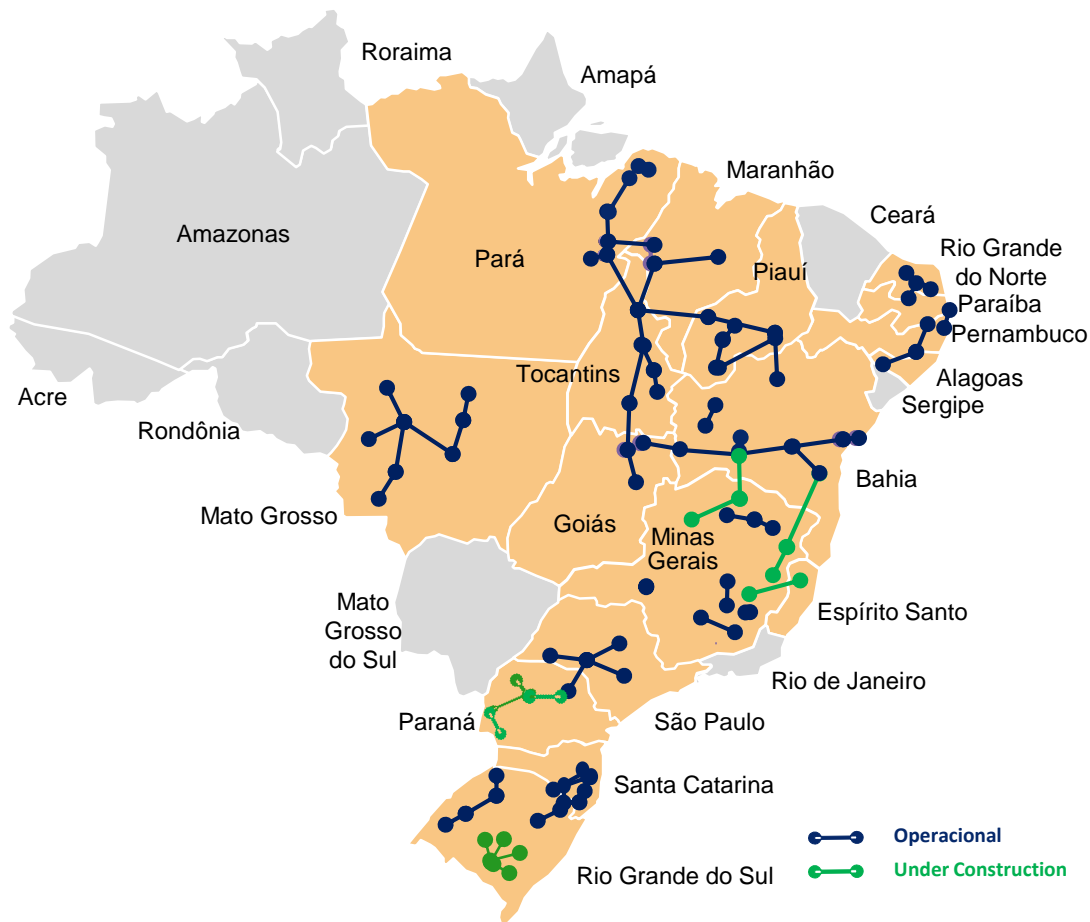 Roraima
Amapá
Maranhão
Ceará
Amazonas
Pará
Piauí
Rio Grande
do Norte
Paraíba
Pernambuco
Tocantins
Alagoas
Sergipe
Acre
Rondônia
Bahia
Mato Grosso
Goiás
Minas
Gerais
Espírito Santo
Mato
Grosso
do Sul
Rio de Janeiro
Paraná
São Paulo
Santa Catarina
Operacional
Under Construction
Rio Grande do Sul